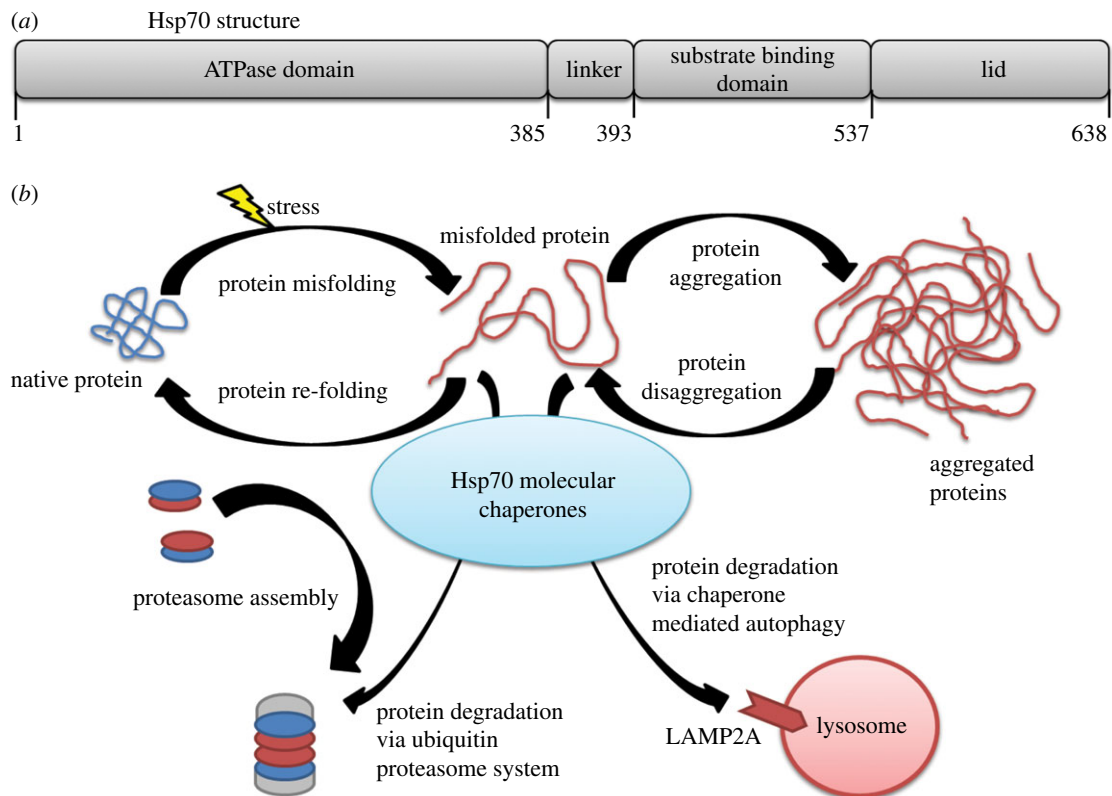 (a) Hsp70 structure
ATPase domain
linker
substrate binding
domain
lid
1 385 393 537 638
(b)
stress
misfolded protein
protein misfolding
protein
aggregation
native protein
protein re-folding
protein
disaggregation
aggregated
proteins
Hsp70 molecular
chaperones
proteasome assembly
protein degradation
via chaperone
mediated autophagy
protein degradation
via ubiquitin
proteasome system
LAMP2A
lysosome